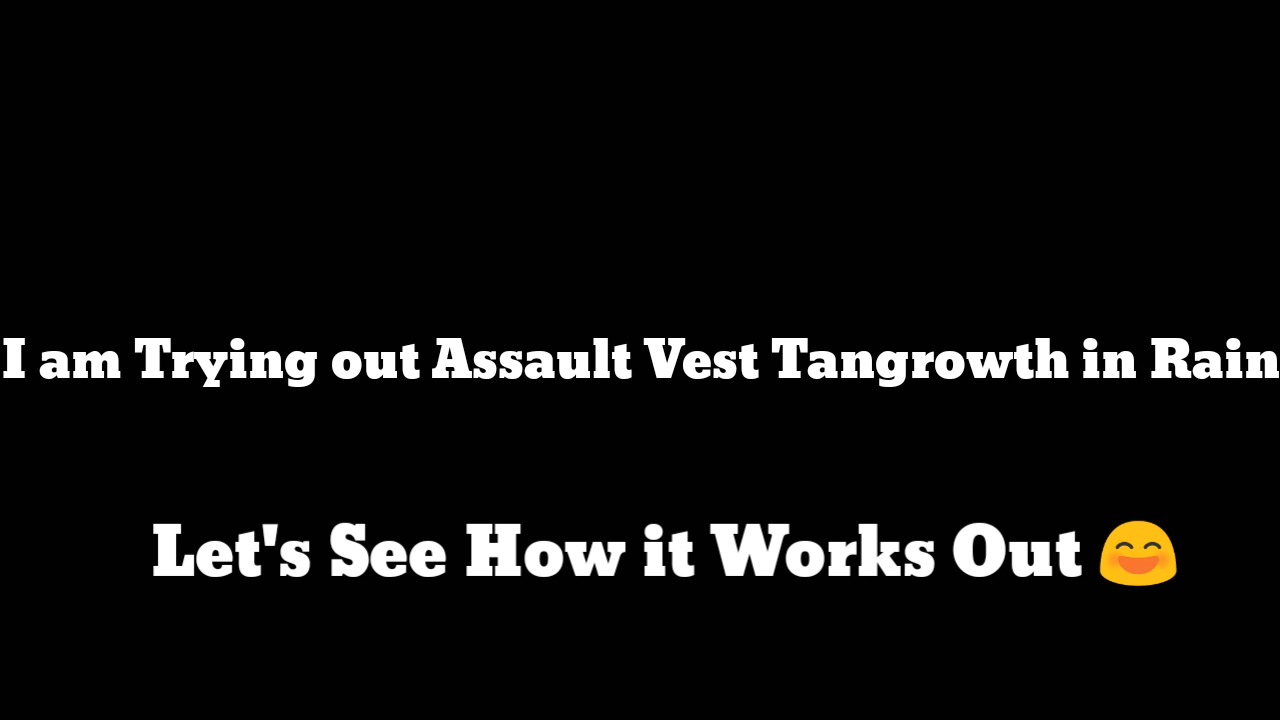 I am Trying out Assault Vest Tangrowth in Rain
Let's See How it Works Out 😄